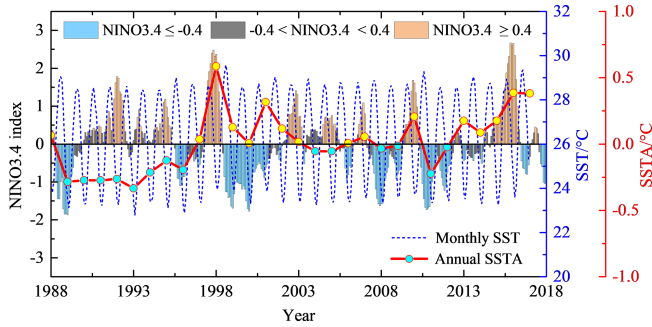 NINO3.4 ≤ -0.4 -0.4 < NINO3.4 < 0.4 NINO3.4 ≥ 0.4
3
2
1
0
-1
-2
-3
NINO3.4 index
32
30
28
26
24
22
20
SST/°C
1.0
0.5
0.0
-0.5
-1.0
SSTA/°C
Monthly SST
Annual SSTA
1988 1993 1998 2003 2008 2013 2018
Year